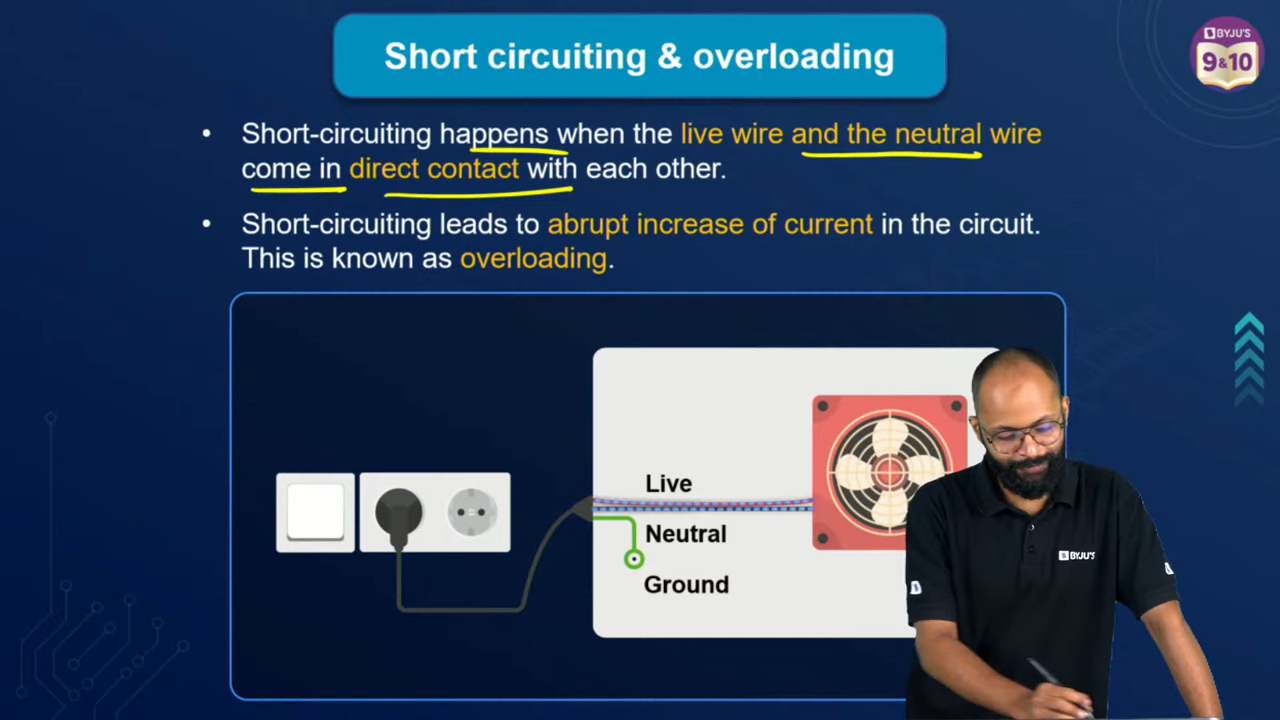 Short circuiting & overloading
BYJU'S
9&10
• Short-circuiting happens when the live wire and the neutral wire
come in direct contact with each other.
• Short-circuiting leads to abrupt increase of current in the circuit.
This is known as overloading.
Live
Neutral
Ground
BYJU'S